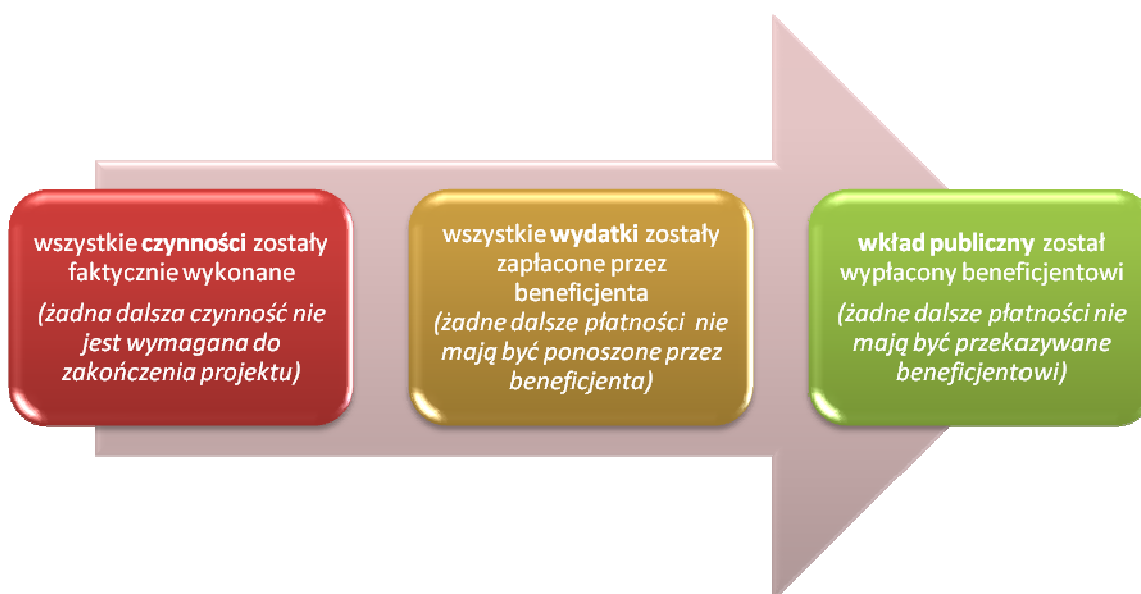 wszystkie czynności zostały
faktycznie wykonane
(żadna dalsza czynność nie
jest wymagana do
zakończenia projektu)
wszystkie wydatki zostały
zapłacone przez
beneficjenta
(żadne dalsze płatności nie
mają być ponoszone przez
beneficjenta)
wkład publiczny został
wypłacony beneficjentowi
(żadne dalsze płatności nie
mają być przekazywane
beneficjentowi)